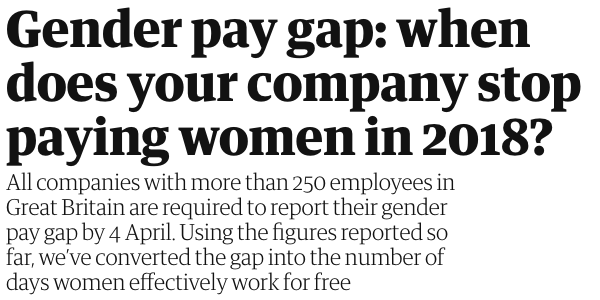 Gender pay gap: when
does your company stop
paying women in 2018?
All companies with more than 250 employees in
Great Britain are required to report their gender
pay gap by 4 April. Using the figures reported so
far, we've converted the gap into the number of
days women effectively work for free